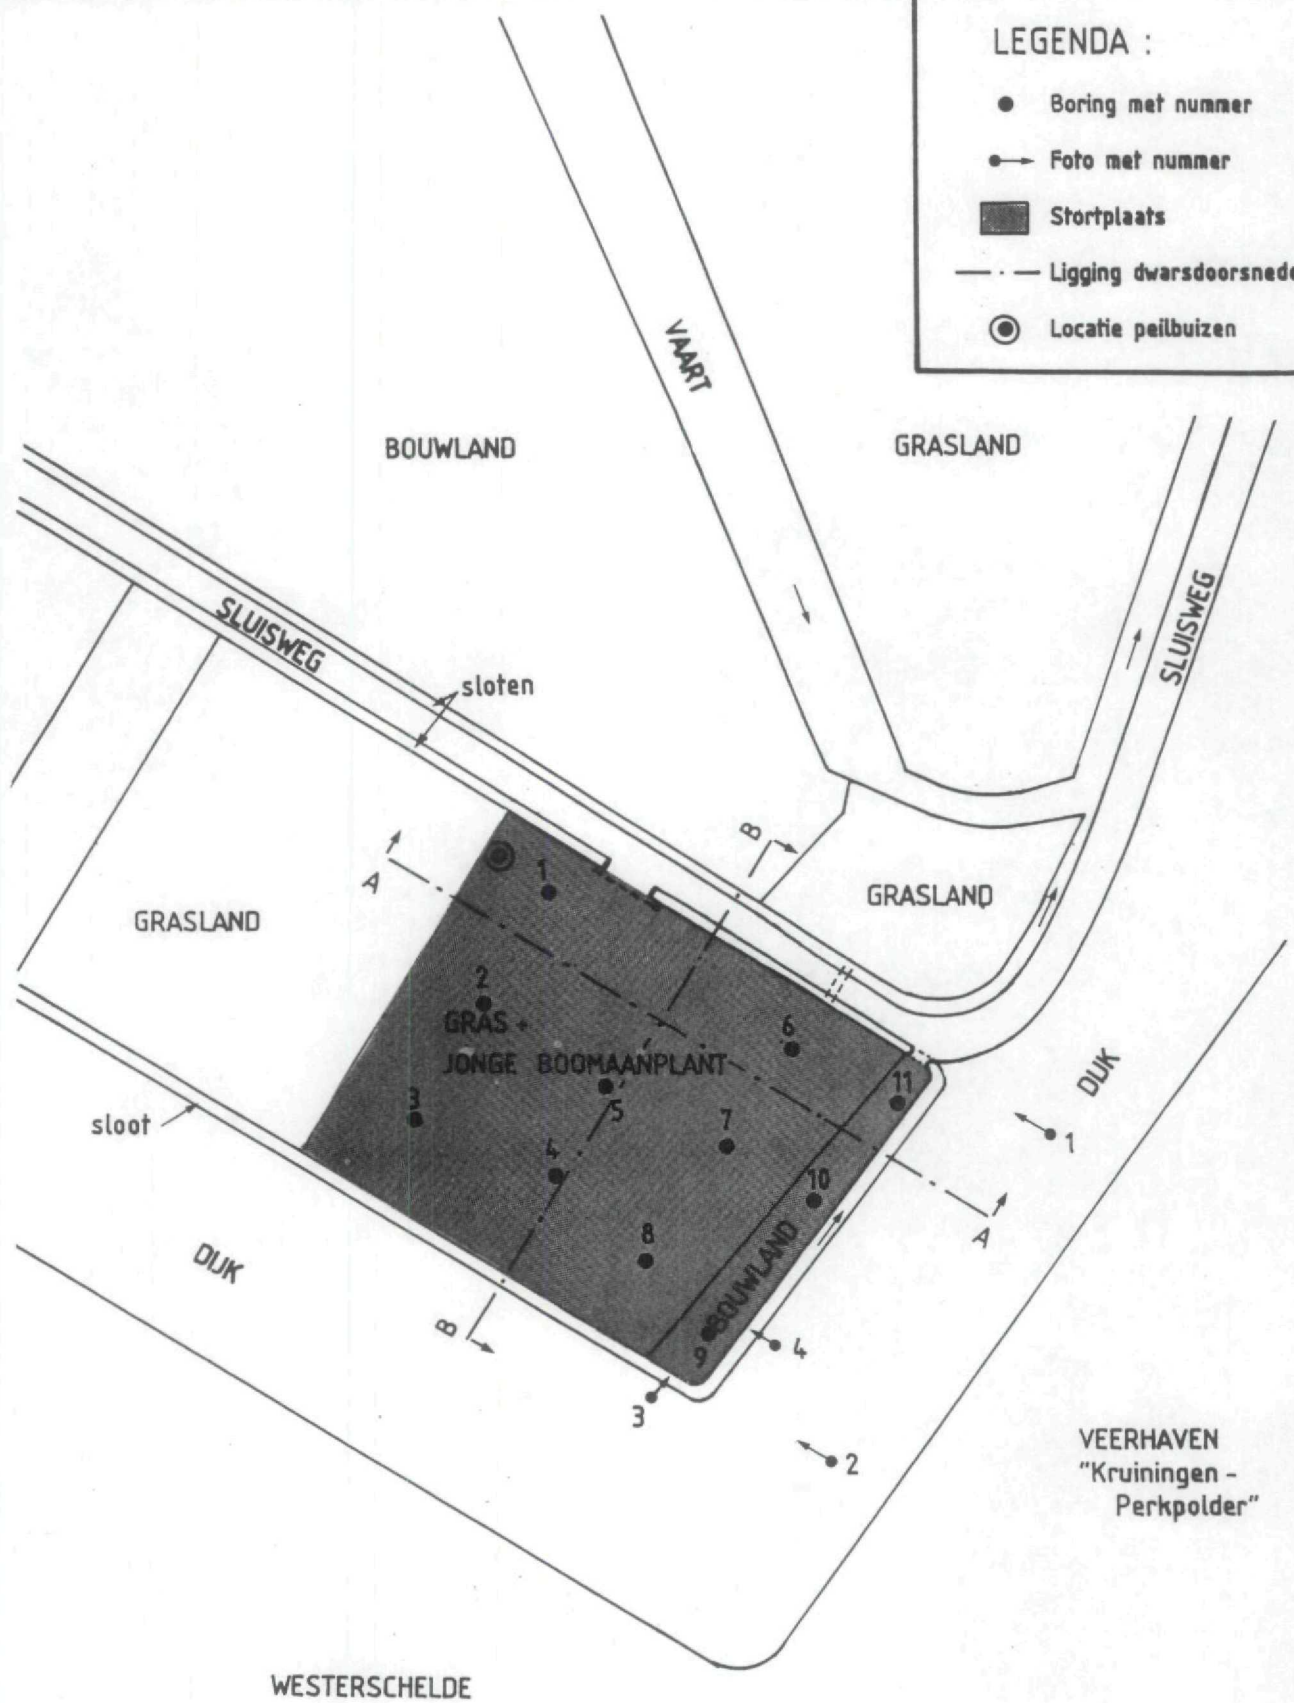 LEGENDA :
Boring met nummer
Foto met nummer
Stortplaats
Ligging dwarsdoorsnede
Locatie peilbuizen
VAART
BOUWLAND
GRASLAND
SLUISWEG
SLUISWEG
sloten
B
A
1
GRASLAND
GRASLAND
2
GRAS +
JONGE BOOMAANPLANT
6
DIJK
3
5
11
sloot
7
1
4
10
8
A
DIJK
BOUWLAND
B
9
4
3
2
VEERHAVEN
"Kruiningen -
Perkpolder"
WESTERSCHELDE